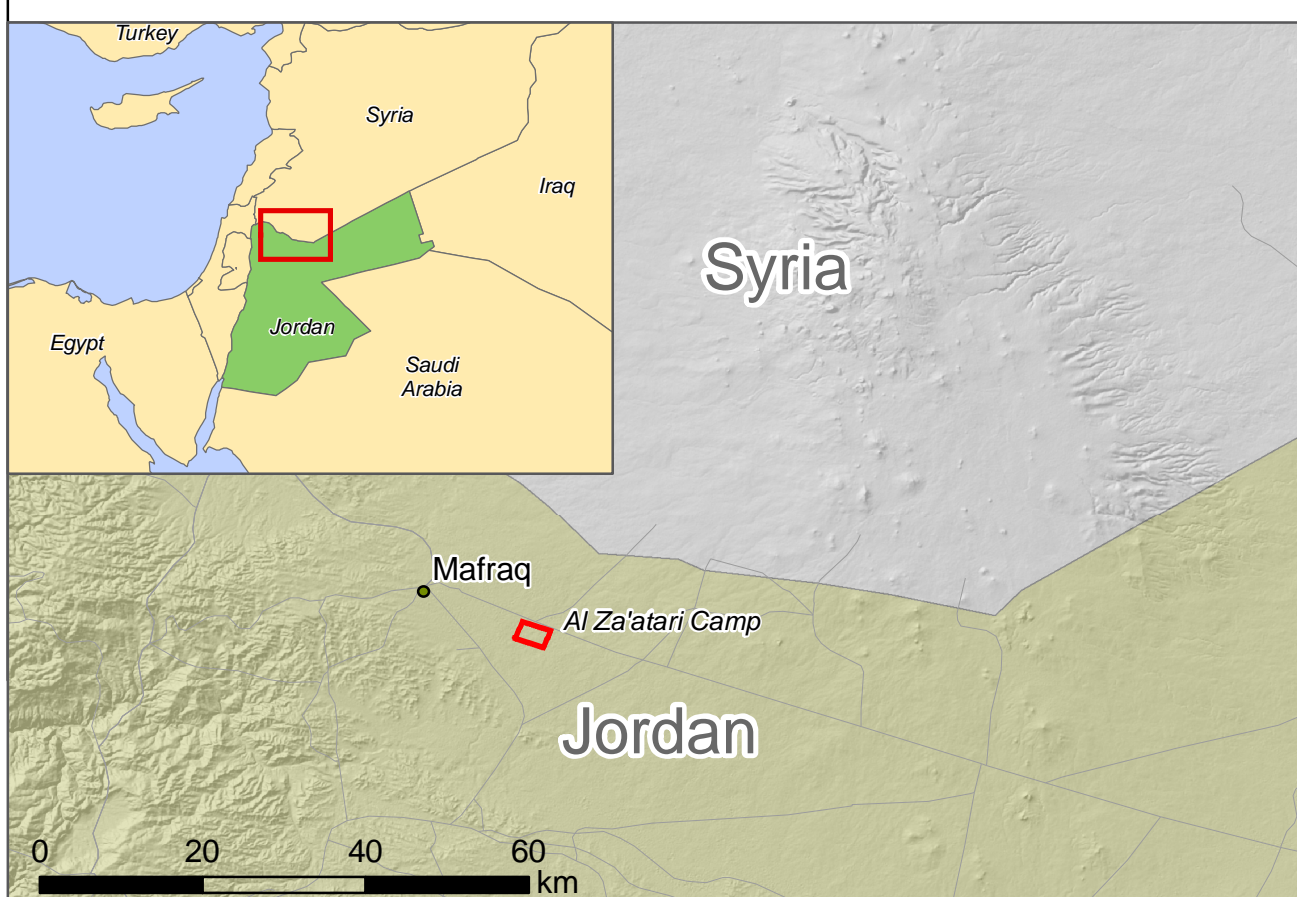 Turkey
Syria
Iraq
Jordan
Egypt
Saudi
Arabia
Syria
Mafraq
Al Za'atari Camp
Jordan
0 20 40 60
km